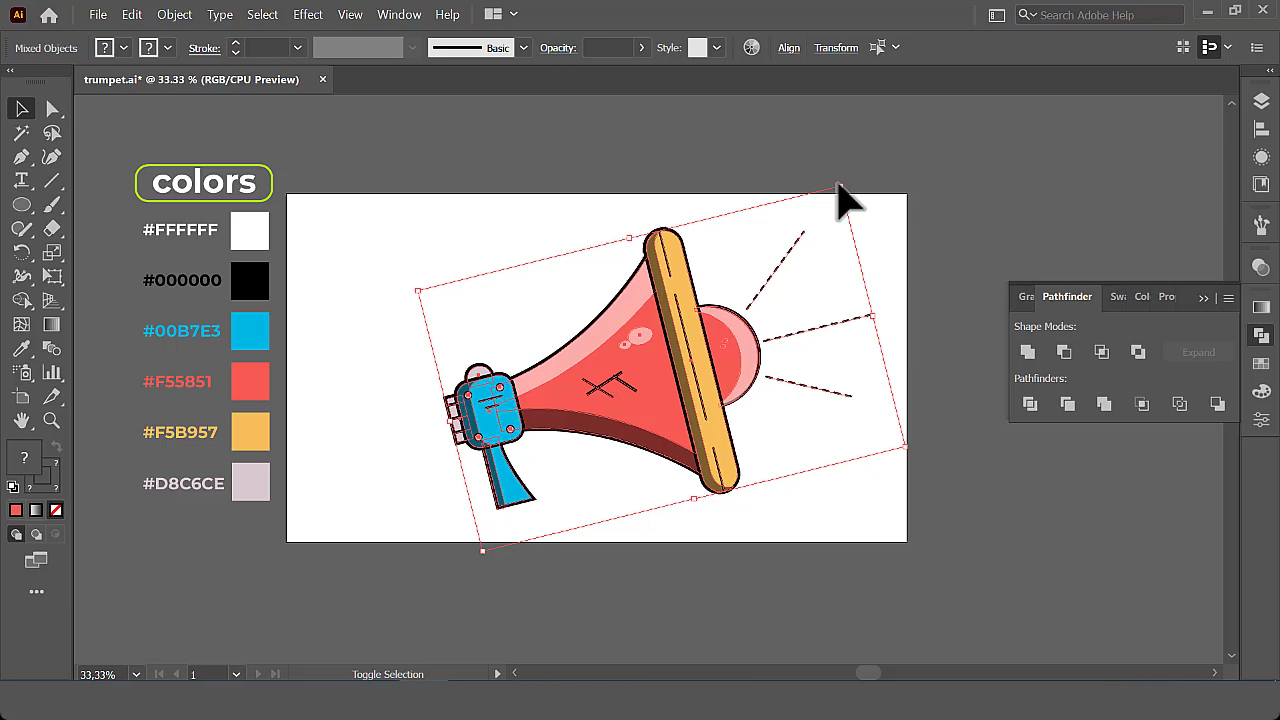 Ai File Edit Object Type Select Effect View Window Help Search Adobe Help
Mixed Objects ? ? Stroke: Basic Opacity: Style: Align Transform
trumpet.ai* @ 33.33 % (RGB/CPU Preview)
colors
#FFFFFF
#000000
#00B7E3
#F55851
#F5B957
#D8C6CE
Gra Pathfinder Swa Col Pro
Shape Modes:
Expand
Pathfinders:
? ?
? ?
33,33% 1 Toggle Selection